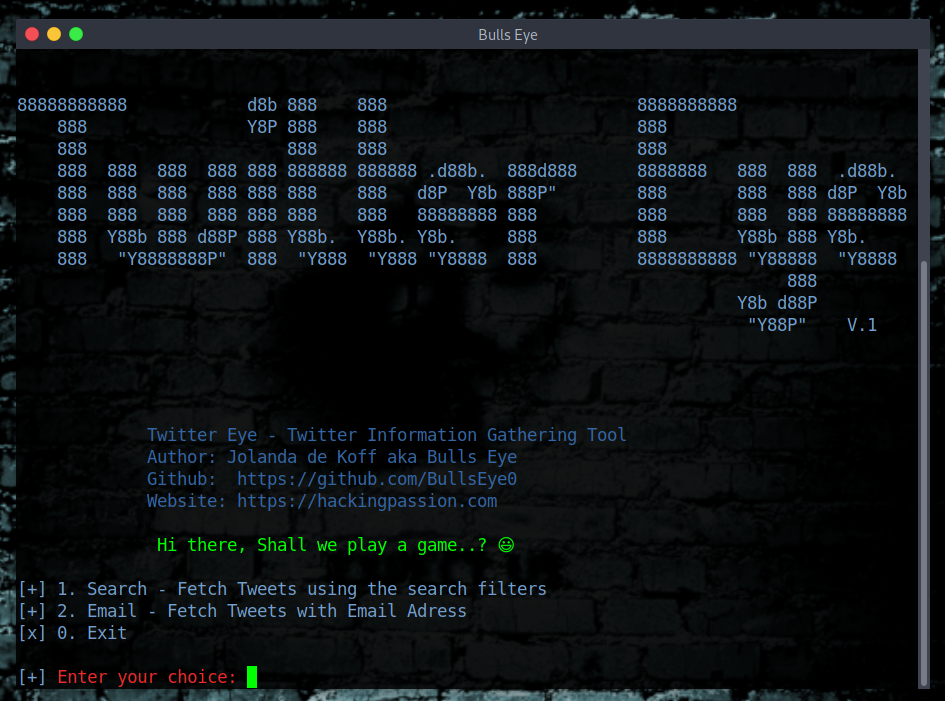 Bulls Eye
88888888888            d8b 888    888                         8888888888
    888                Y8P 888    888                         888
    888                    888    888                         888
    888  888  888  888 888 888888 888888 .d88b.  888d888      8888888   888  888  .d88b.
    888  888  888  888 888 888    888   d8P  Y8b 888P"        888       888  888 d8P  Y8b
    888  888  888  888 888 888    888   88888888 888          888       888  888 88888888
    888  Y88b 888 d88P 888 Y88b.  Y88b. Y8b.     888          888       Y88b 888 Y8b.
    888   "Y8888888P"  888  "Y888  "Y888 "Y8888  888          8888888888 "Y88888  "Y8888
                                                                             888
                                                                        Y8b d88P
                                                                         "Y88P"    V.1
Twitter Eye - Twitter Information Gathering Tool
Author: Jolanda de Koff aka Bulls Eye
Github:  https://github.com/BullsEye0
Website: https://hackingpassion.com
Hi there, Shall we play a game..? 😃
[+] 1. Search - Fetch Tweets using the search filters
[+] 2. Email - Fetch Tweets with Email Adress
[x] 0. Exit
[+] Enter your choice: